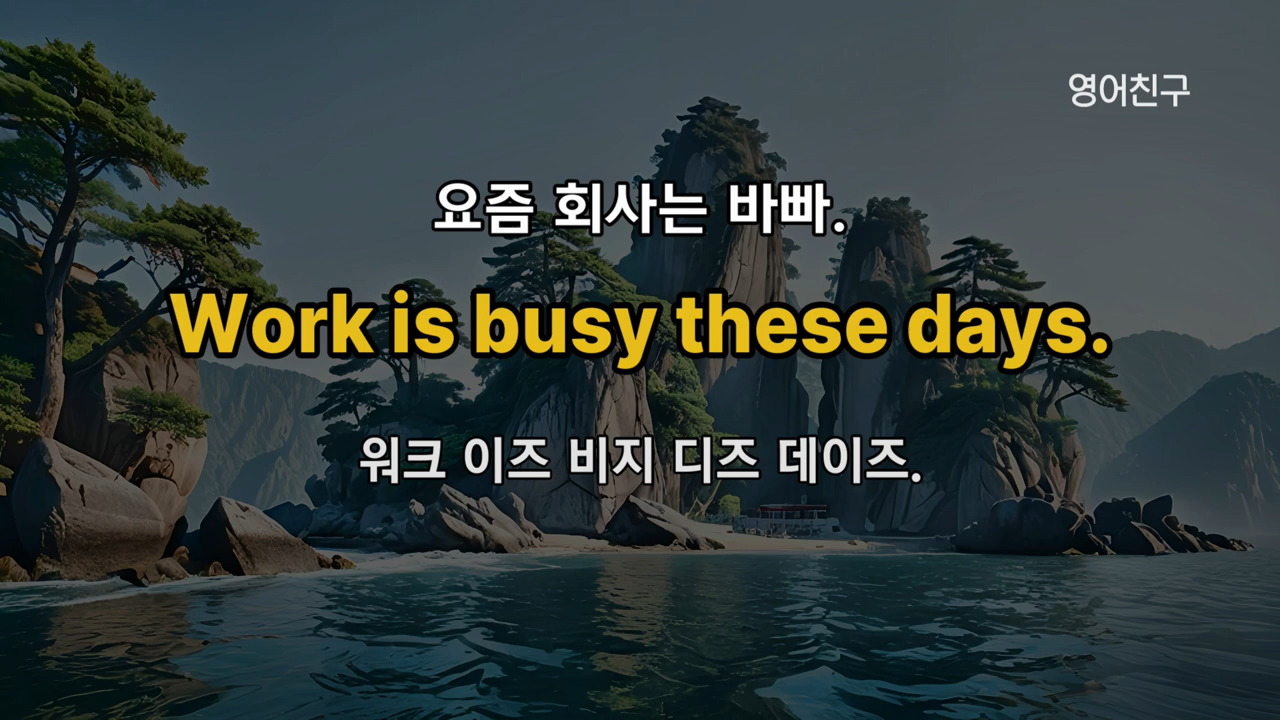 영어친구
요즘 회사는 바빠.
Work is busy these days.
워크 이즈 비지 디즈 데이즈.